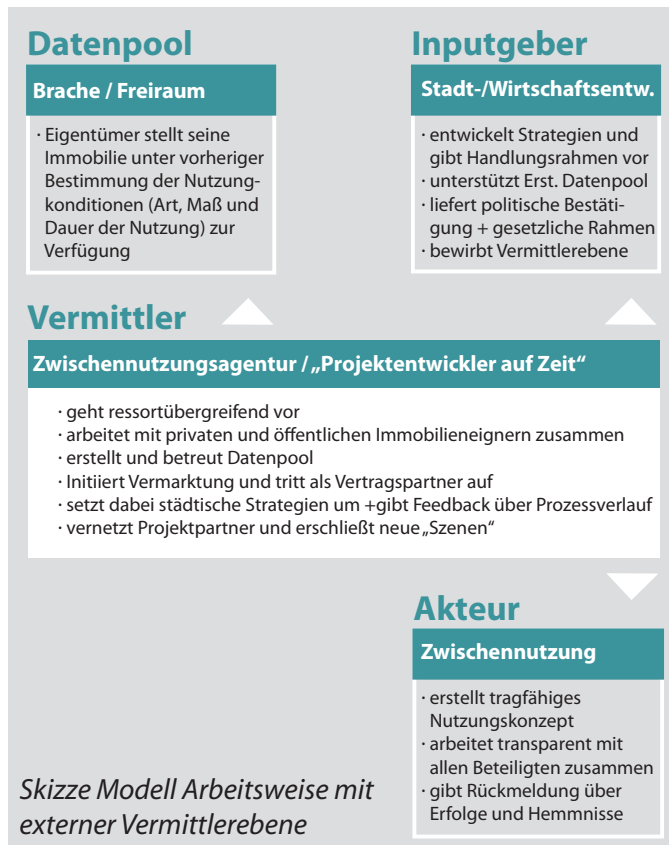 Datenpool
Brache / Freiraum
· Eigentümer stellt seine
Immobilie unter vorheriger
Bestimmung der Nutzung-
konditionen (Art, Maß und
Dauer der Nutzung) zur
Verfügung
Inputgeber
Stadt-/Wirtschaftsentw.
· entwickelt Strategien und
gibt Handlungsrahmen vor
· unterstützt Erst. Datenpool
· liefert politische Bestäti-
gung + gesetzliche Rahmen
· bewirbt Vermittlerebene
Vermittler
Zwischennutzungsagentur / „Projektentwickler auf Zeit“
· geht ressortübergreifend vor
· arbeitet mit privaten und öffentlichen Immobilieneignern zusammen
· erstellt und betreut Datenpool
· Initiiert Vermarktung und tritt als Vertragspartner auf
· setzt dabei städtische Strategien um +gibt Feedback über Prozessverlauf
· vernetzt Projektpartner und erschließt neue „Szenen“
Akteur
Zwischennutzung
· erstellt tragfähiges
Nutzungskonzept
· arbeitet transparent mit
allen Beteiligten zusammen
· gibt Rückmeldung über
Erfolge und Hemmnisse
Skizze Modell Arbeitsweise mit
externer Vermittlerebene